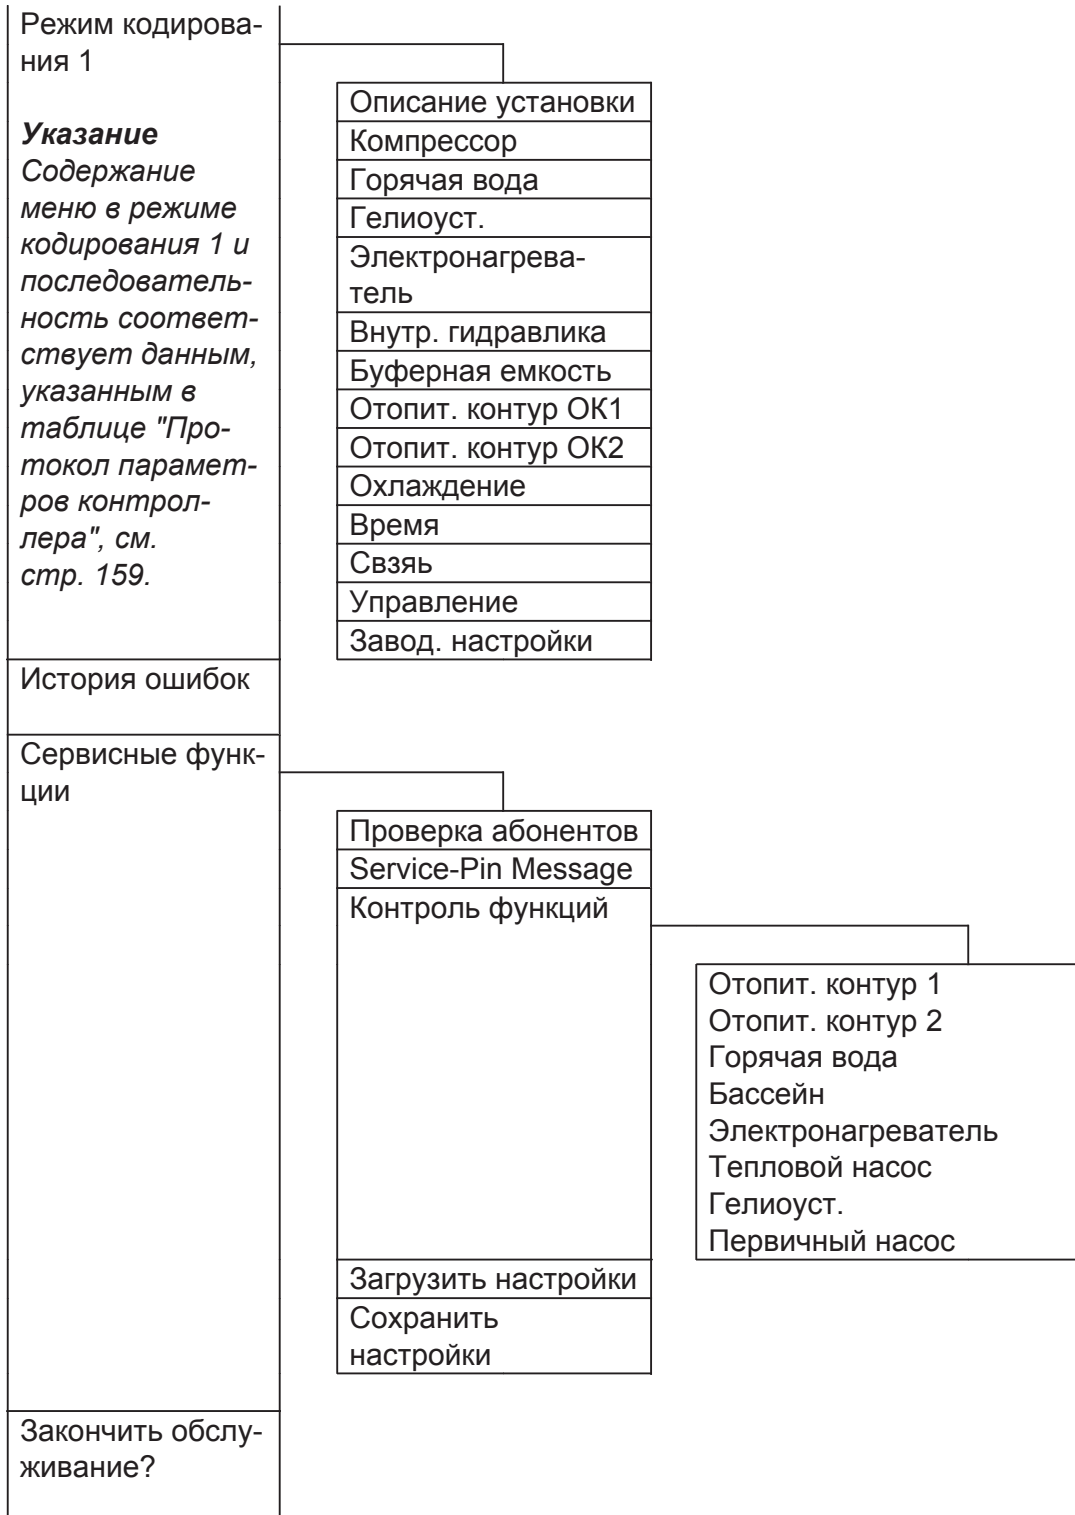 Режим кодирова-
ния 1
Указание
Содержание
меню в режиме
кодирования 1 и
последователь-
ность соответ-
ствует данным,
указанным в
таблице "Про-
токол парамет-
ров контрол-
лера", см.
стр. 159.
Описание установки
Компрессор
Горячая вода
Гелиоуст.
Электронагрева-
тель
Внутр. гидравлика
Буферная емкость
Отопит. контур ОК1
Отопит. контур ОК2
Охлаждение
Время
Свзяь
Управление
Завод. настройки
История ошибок
Сервисные функ-
ции
Проверка абонентов
Service-Pin Message
Контроль функций
Отопит. контур 1
Отопит. контур 2
Горячая вода
Бассейн
Электронагреватель
Тепловой насос
Гелиоуст.
Первичный насос
Загрузить настройки
Сохранить
настройки
Закончить обслу-
живание?